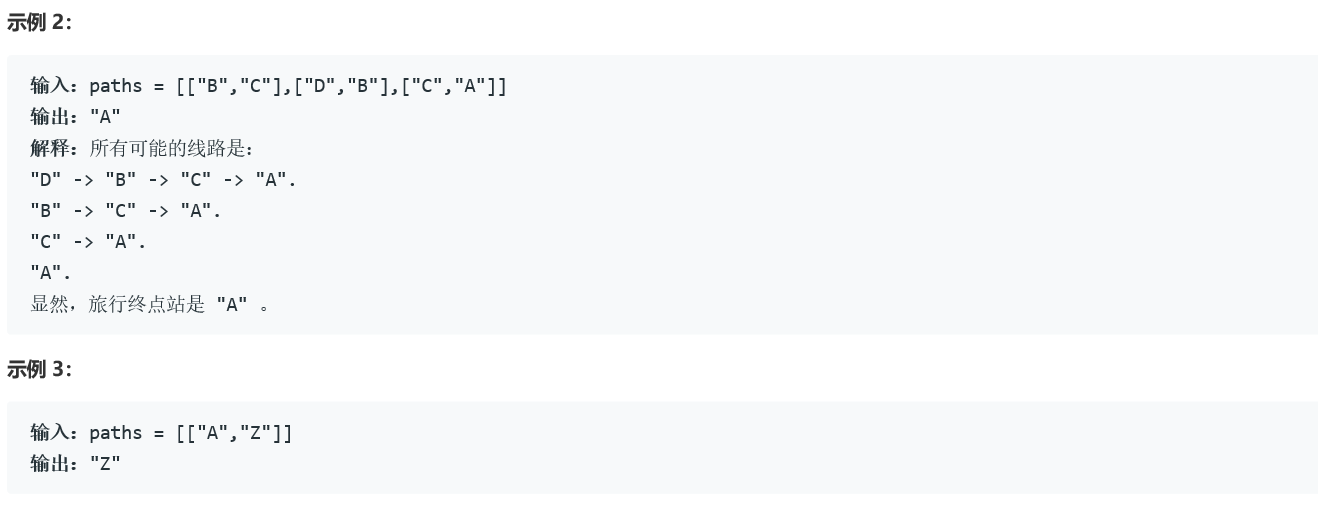 示例 2：
输入：paths = [["B","C"],["D","B"],["C","A"]]
输出："A"
解释：所有可能的线路是：
"D" -> "B" -> "C" -> "A".
"B" -> "C" -> "A".
"C" -> "A".
"A".
显然，旅行终点站是 "A" 。
示例 3：
输入：paths = [["A","Z"]]
输出："Z"